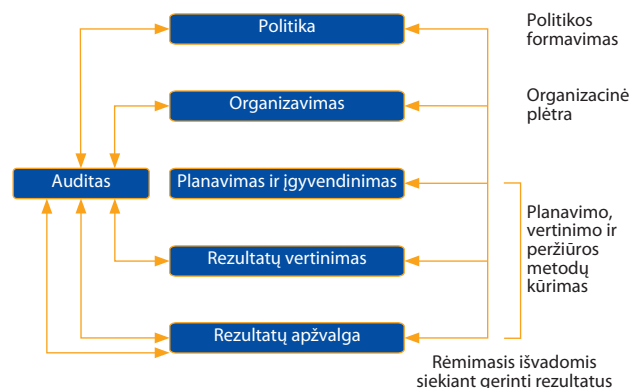 Politika
Politikos
formavimas
Organizavimas
Organizacinė
plėtra
Auditas
Planavimas ir įgyvendinimas
Planavimo,
vertinimo ir
peržiūros
metodų
kūrimas
Rezultatų vertinimas
Rezultatų apžvalga
Rėmimasis išvadomis
siekiant gerinti rezultatus